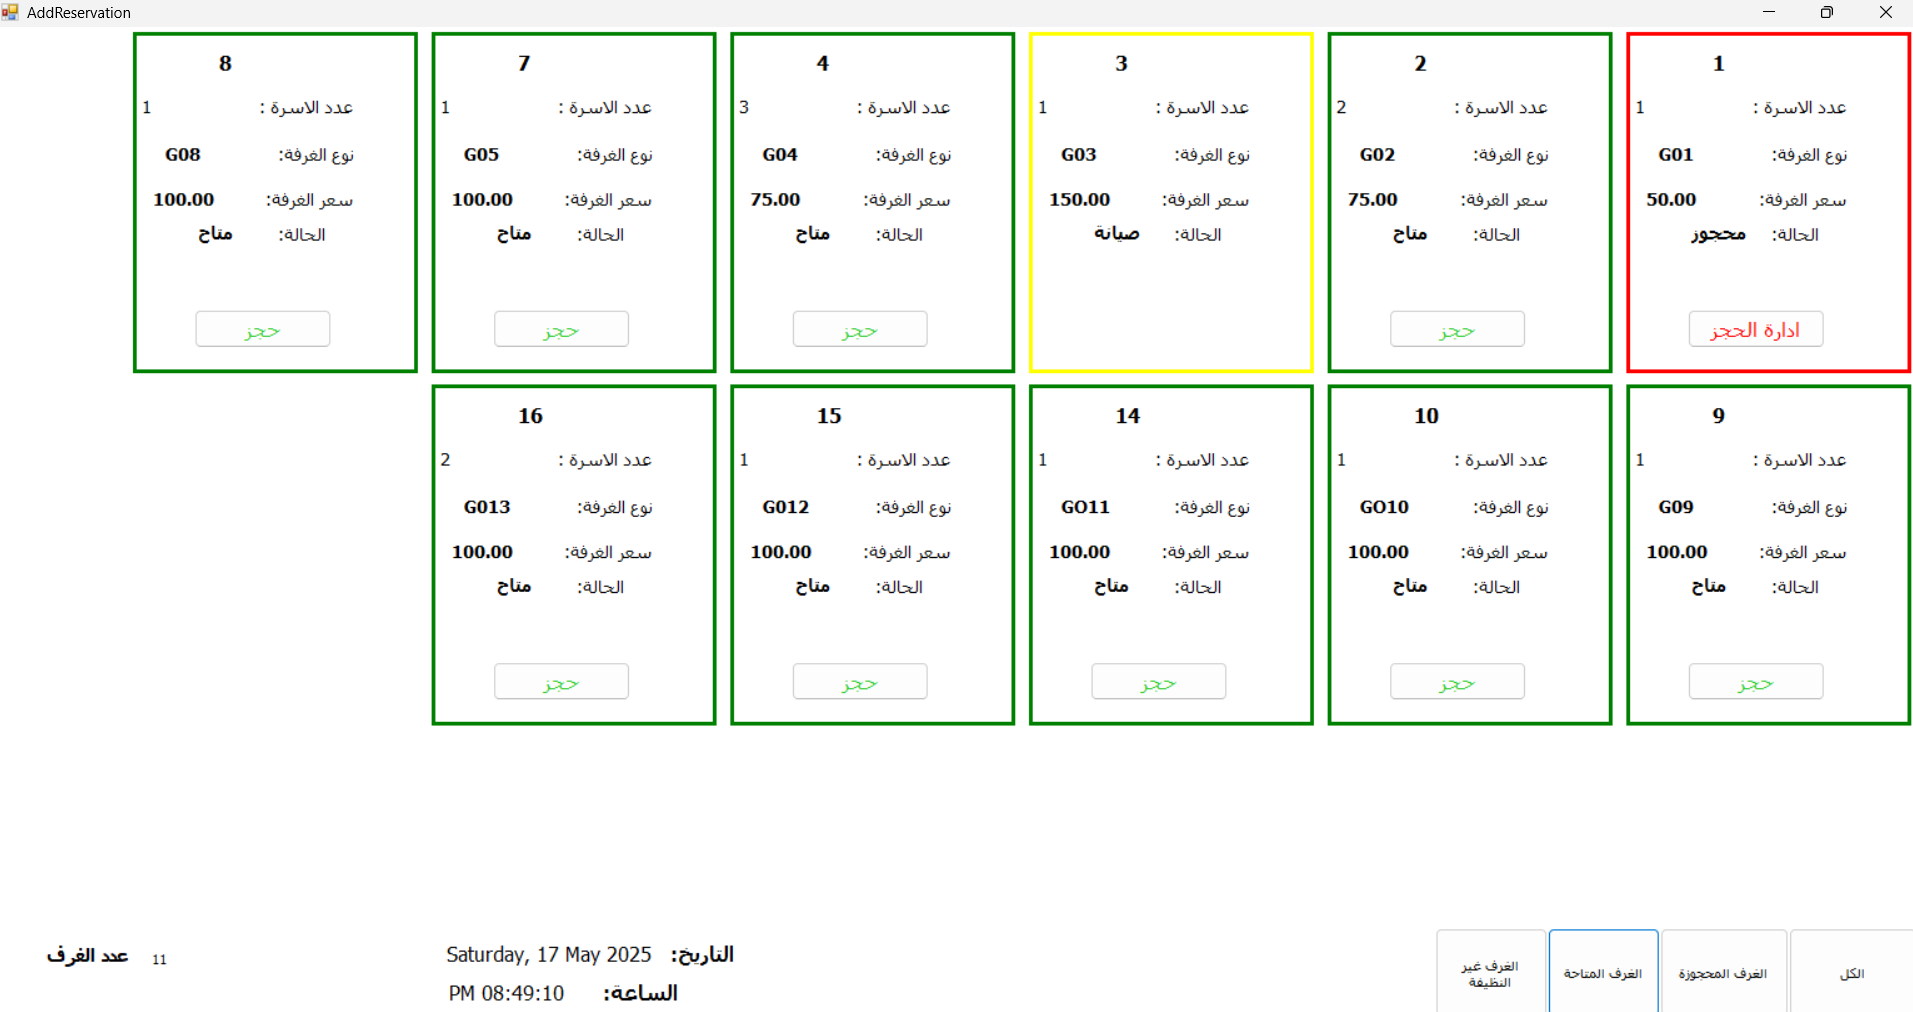 AddReservation
1
عدد الاسرة : 1
نوع الغرفة: G01
سعر الغرفة: 50.00
الحالة: محجوز
ادارة الحجز
2
عدد الاسرة : 2
نوع الغرفة: G02
سعر الغرفة: 75.00
الحالة: متاح
حجز
3
عدد الاسرة : 1
نوع الغرفة: G03
سعر الغرفة: 150.00
الحالة: صيانة
4
عدد الاسرة : 3
نوع الغرفة: G04
سعر الغرفة: 75.00
الحالة: متاح
حجز
7
عدد الاسرة : 1
نوع الغرفة: G05
سعر الغرفة: 100.00
الحالة: متاح
حجز
8
عدد الاسرة : 1
نوع الغرفة: G08
سعر الغرفة: 100.00
الحالة: متاح
حجز
9
عدد الاسرة : 1
نوع الغرفة: G09
سعر الغرفة: 100.00
الحالة: متاح
حجز
10
عدد الاسرة : 1
نوع الغرفة: GO10
سعر الغرفة: 100.00
الحالة: متاح
حجز
14
عدد الاسرة : 1
نوع الغرفة: GO11
سعر الغرفة: 100.00
الحالة: متاح
حجز
15
عدد الاسرة : 1
نوع الغرفة: G012
سعر الغرفة: 100.00
الحالة: متاح
حجز
16
عدد الاسرة : 2
نوع الغرفة: G013
سعر الغرفة: 100.00
الحالة: متاح
حجز
الكل
الغرف المحجوزة
الغرف المتاحة
الغرف غير
النظيفة
التاريخ: Saturday, 17 May 2025
الساعة: PM 08:49:10
عدد الغرف 11